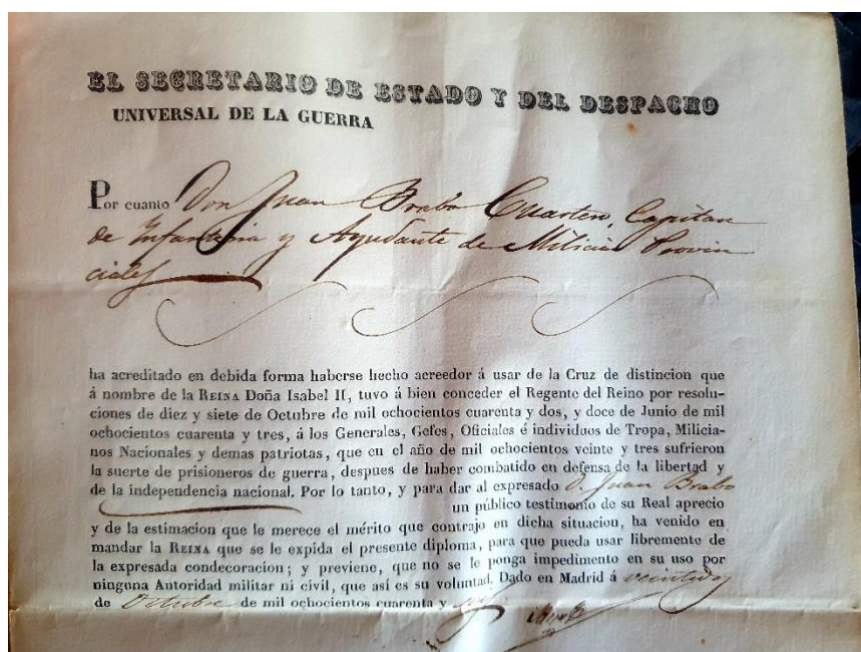 EL SECRETARIO DE ESTADO Y DEL DESPACHO
UNIVERSAL DE LA GUERRA
Por cuanto Don Juan Brabo Cuartero, Capitan
de Infanteria y Ayudante de Milicias Provin
ciales
ha acreditado en debida forma haberse hecho acreedor á usar de la Cruz de distincion que
á nombre de la REINA Doña Isabel II, tuvo á bien conceder el Regente del Reino por resolu-
ciones de diez y siete de Octubre de mil ochocientos cuarenta y dos, y doce de Junio de mil
ochocientos cuarenta y tres, á los Generales, Gefes, Oficiales é individuos de Tropa, Milicia-
nos Nacionales y demas patriotas, que en el año de mil ochocientos veinte y tres sufrieron
la suerte de prisioneros de guerra, despues de haber combatido en defensa de la libertad y
de la independencia nacional. Por lo tanto, y para dar al expresado D. Juan Brabo
un público testimonio de su Real aprecio
y de la estimacion que le merece el mérito que contrajo en dicha situacion, ha venido en
mandar la REINA que se le expida el presente diploma, para que pueda usar libremente de
la expresada condecoracion; y previene, que no se le ponga impedimento en su uso por
ninguna Autoridad militar ni civil, que así es su voluntad. Dado en Madrid á veintidos
de Octubre de mil ochocientos cuarenta y seis